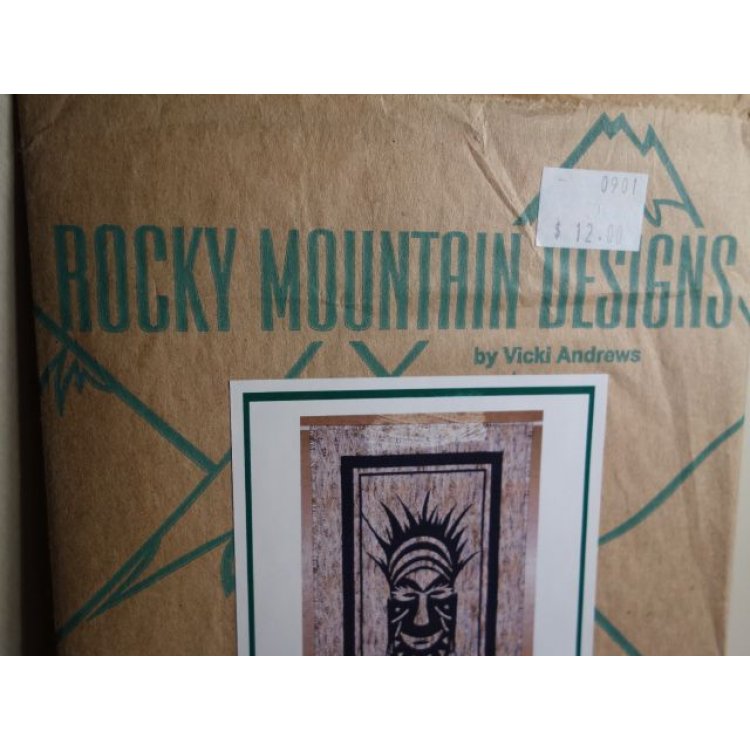 0901
$ 12.00
ROCKY MOUNTAIN DESIGNS
by Vicki Andrews